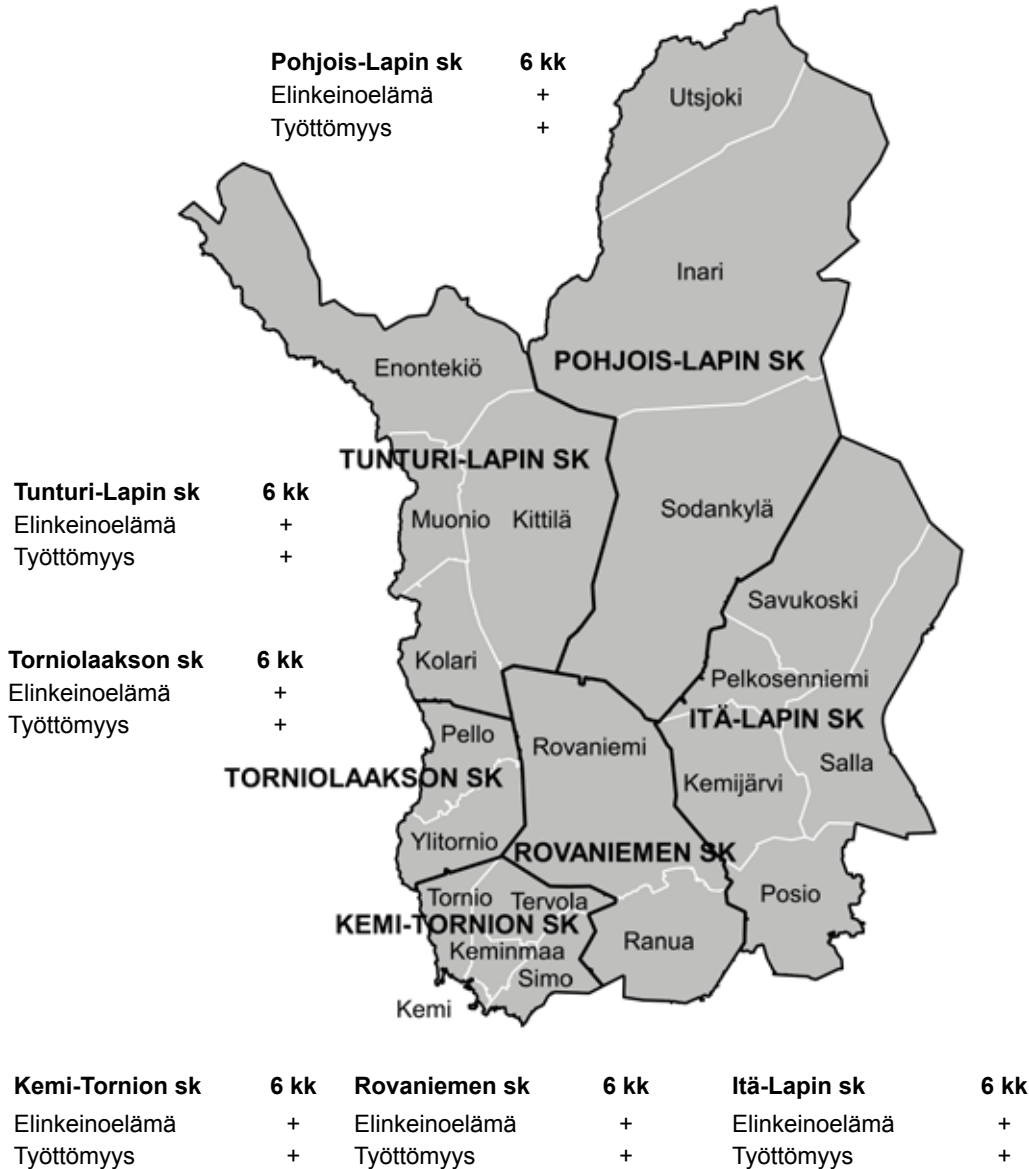 Pohjois-Lapin sk 6 kk
Elinkeinoelämä +
Työttömyys +
Utsjoki
Inari
POHJOIS-LAPIN SK
Enontekiö
TUNTURI-LAPIN SK
Tunturi-Lapin sk 6 kk
Elinkeinoelämä +
Työttömyys +
Muonio Kittilä
Sodankylä
Savukoski
Torniolaakson sk 6 kk
Elinkeinoelämä +
Työttömyys +
Kolari
Pelkosenniemi
ITÄ-LAPIN SK
Pello
Rovaniemi
Salla
TORNIOLAAKSON SK
Kemijärvi
Ylitornio
ROVANIEMEN SK
Posio
Tornio Tervola
KEMI-TORNION SK
Ranua
Keminmaa
Simo
Kemi
Kemi-Tornion sk 6 kk Rovaniemen sk 6 kk Itä-Lapin sk 6 kk
Elinkeinoelämä + Elinkeinoelämä + Elinkeinoelämä +
Työttömyys + Työttömyys + Työttömyys +